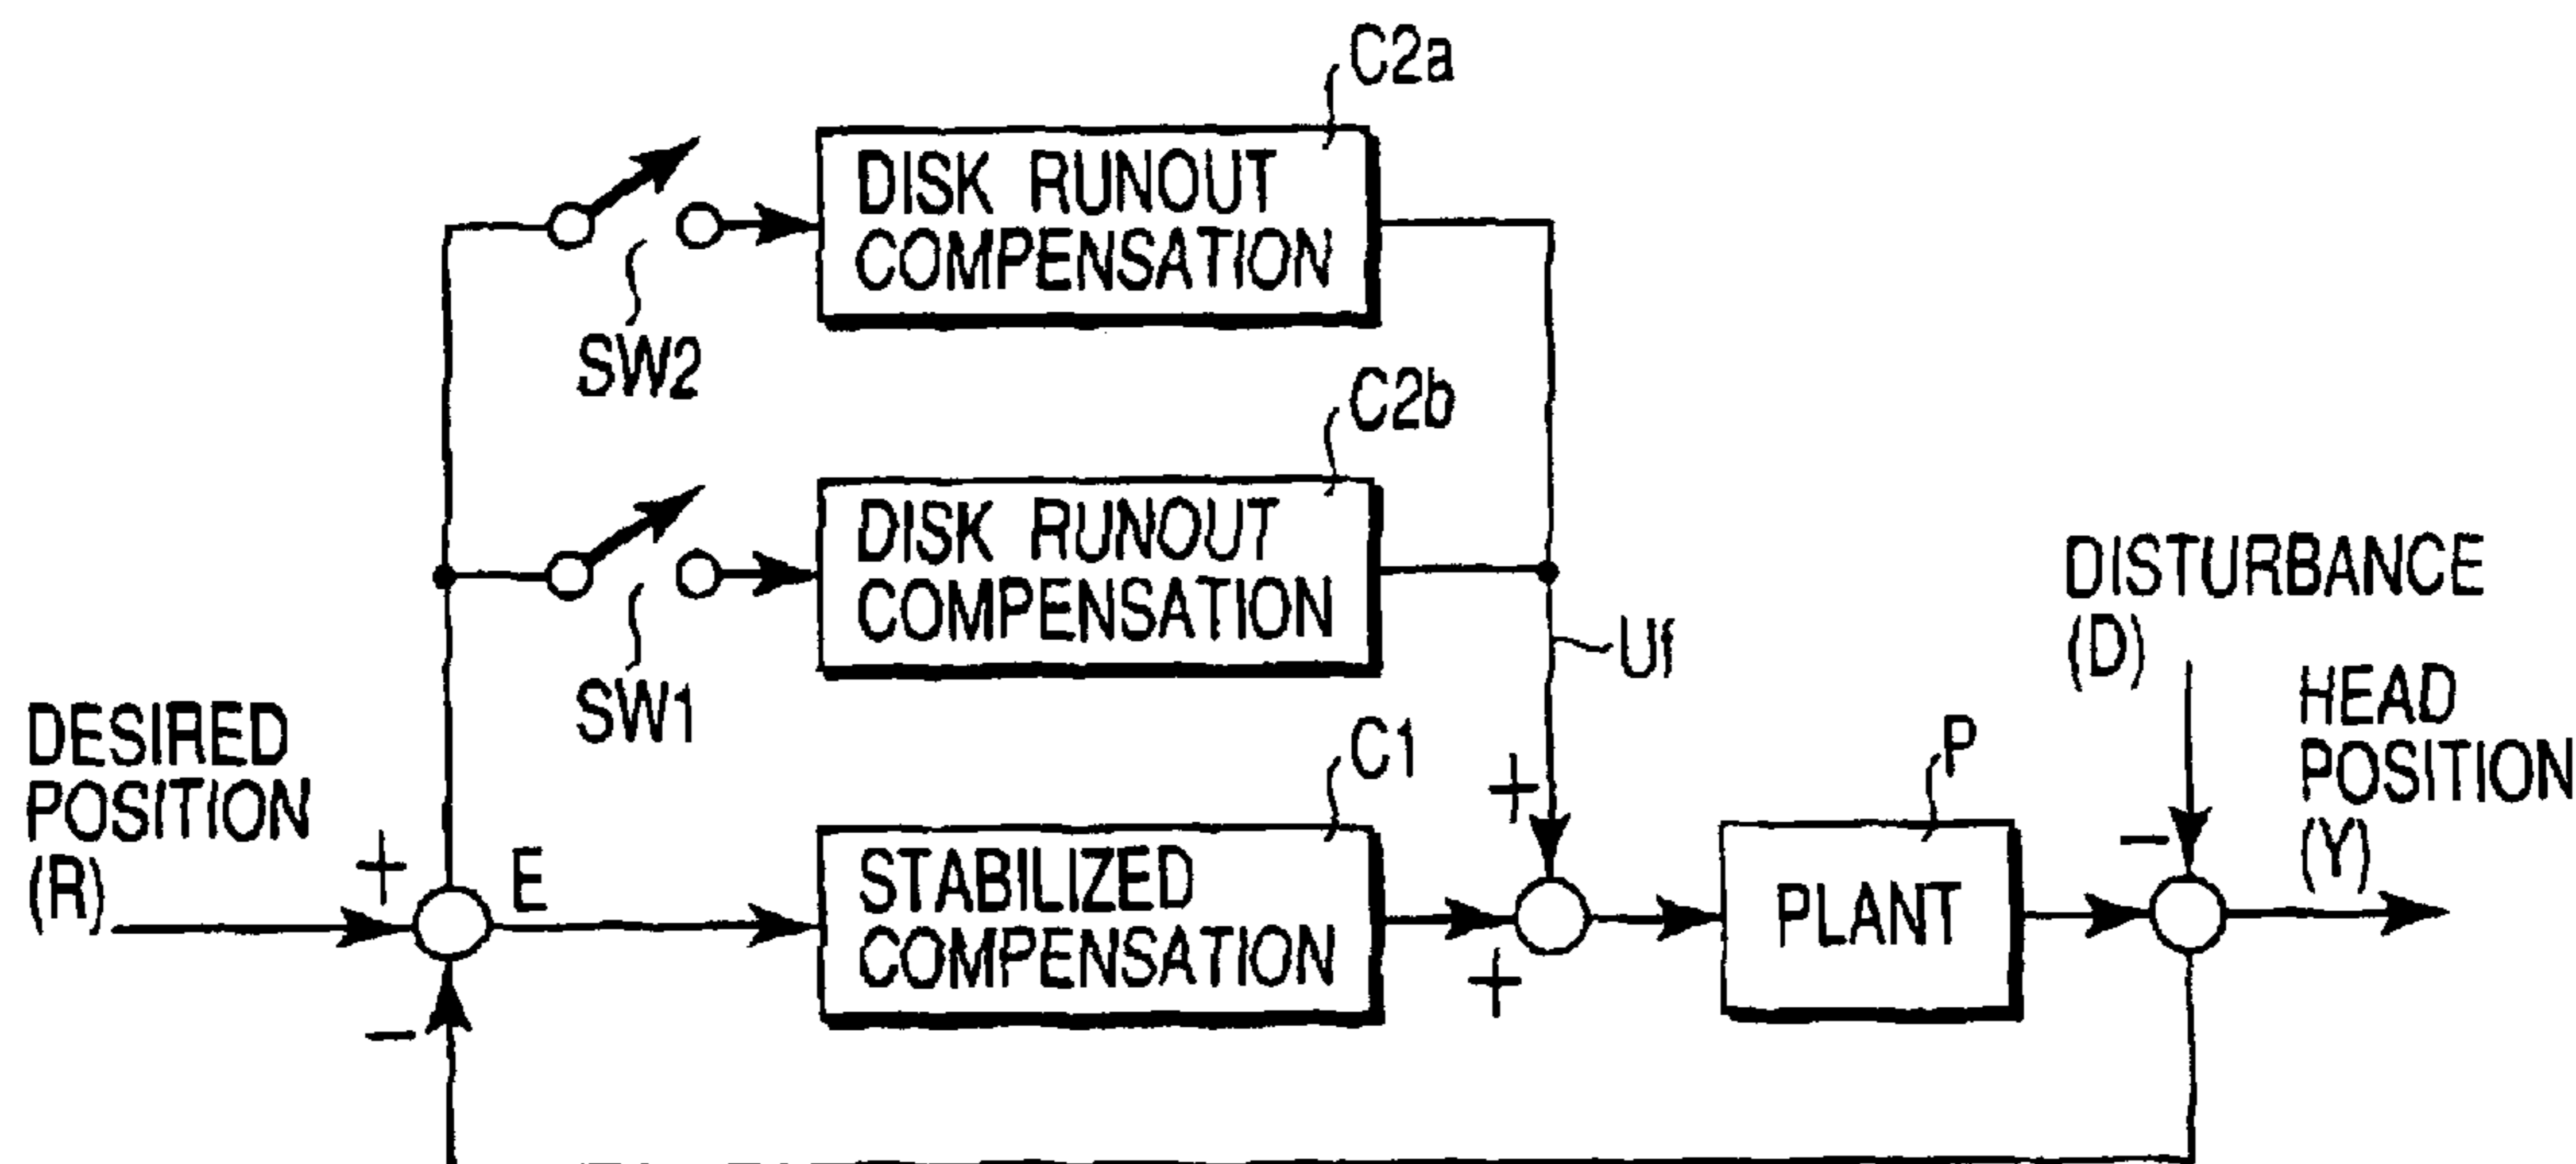 C2a
DISK RUNOUT
COMPENSATION
SW2
C2b
DISK RUNOUT
COMPENSATION
SW1
Uf
DISTURBANCE
(D)
HEAD
POSITION
(Y)
DESIRED
POSITION
(R)
+
E
C1
STABILIZED
COMPENSATION
+
+
P
PLANT
−
−